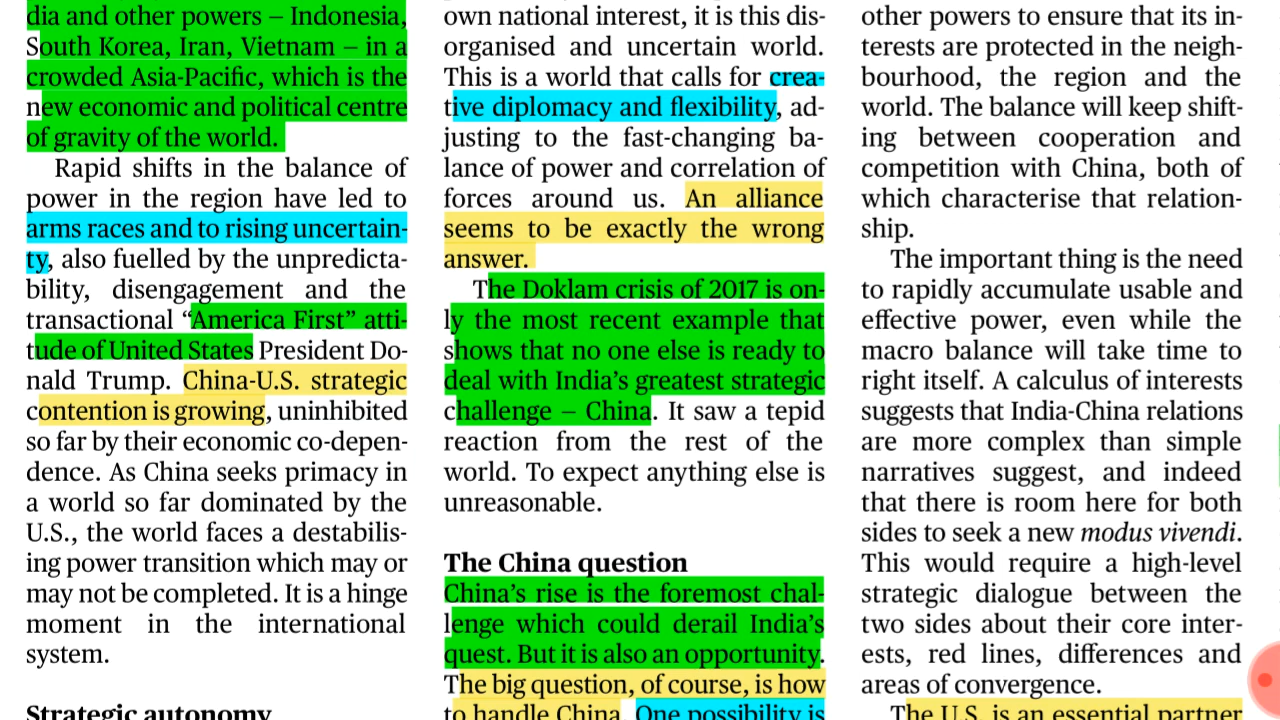 dia and other powers – Indonesia,
South Korea, Iran, Vietnam – in a
crowded Asia-Pacific, which is the
new economic and political centre
of gravity of the world.
Rapid shifts in the balance of
power in the region have led to
arms races and to rising uncertain-
ty, also fuelled by the unpredicta-
bility, disengagement and the
transactional “America First” atti-
tude of United States President Do-
nald Trump. China-U.S. strategic
contention is growing, uninhibited
so far by their economic co-depen-
dence. As China seeks primacy in
a world so far dominated by the
U.S., the world faces a destabilis-
ing power transition which may or
may not be completed. It is a hinge
moment in the international
system.
Strategic autonomy
own national interest, it is this dis-
organised and uncertain world.
This is a world that calls for crea-
tive diplomacy and flexibility, ad-
justing to the fast-changing ba-
lance of power and correlation of
forces around us. An alliance
seems to be exactly the wrong
answer.
The Doklam crisis of 2017 is on-
ly the most recent example that
shows that no one else is ready to
deal with India’s greatest strategic
challenge – China. It saw a tepid
reaction from the rest of the
world. To expect anything else is
unreasonable.
The China question
China’s rise is the foremost chal-
lenge which could derail India’s
quest. But it is also an opportunity.
The big question, of course, is how
to handle China. One possibility is
other powers to ensure that its in-
terests are protected in the neigh-
bourhood, the region and the
world. The balance will keep shift-
ing between cooperation and
competition with China, both of
which characterise that relation-
ship.
The important thing is the need
to rapidly accumulate usable and
effective power, even while the
macro balance will take time to
right itself. A calculus of interests
suggests that India-China relations
are more complex than simple
narratives suggest, and indeed
that there is room here for both
sides to seek a new modus vivendi.
This would require a high-level
strategic dialogue between the
two sides about their core inter-
ests, red lines, differences and
areas of convergence.
The U.S. is an essential partner